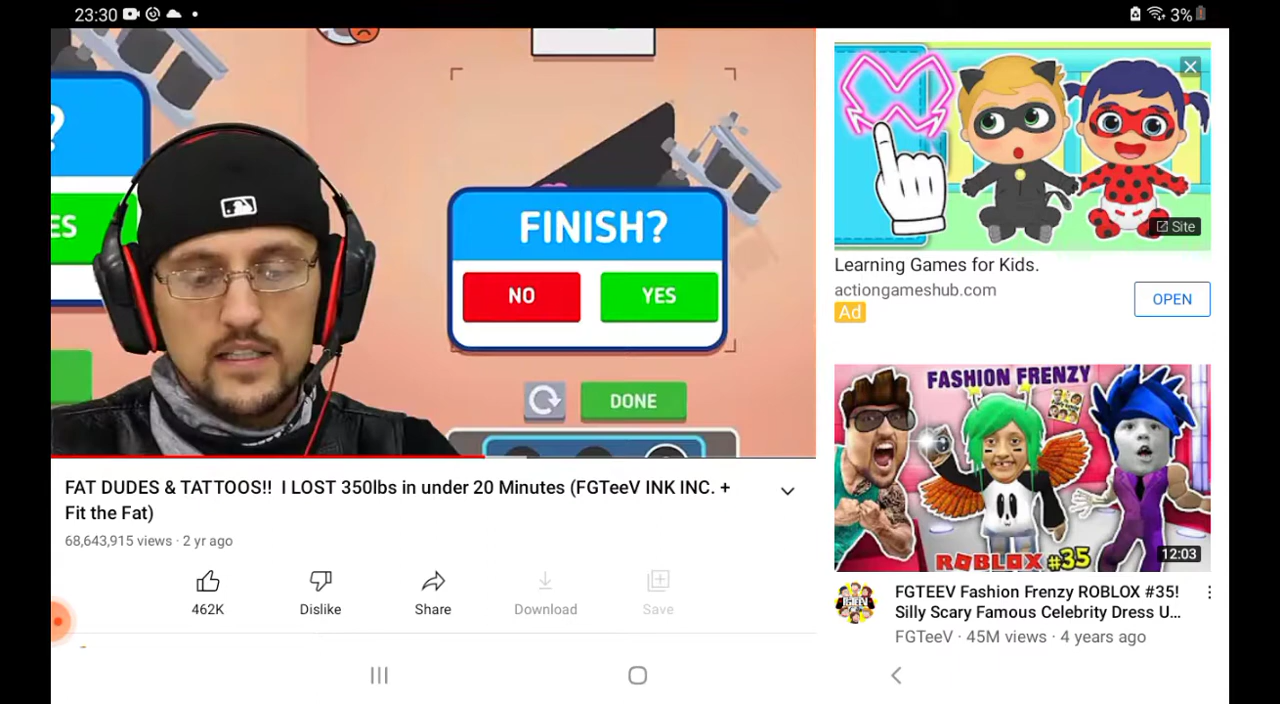 23:30
3%
?
ES
FINISH?
NO
YES
DONE
FAT DUDES & TATTOOS!! I LOST 350lbs in under 20 Minutes (FGTeeV INK INC. +
Fit the Fat)
68,643,915 views · 2 yr ago
462K
Dislike
Share
Download
Save
Site
Learning Games for Kids.
actiongameshub.com
Ad
OPEN
FASHION FRENZY
ROBLOX #35
12:03
FGTEEV
FGTEEV Fashion Frenzy ROBLOX #35!
Silly Scary Famous Celebrity Dress U...
FGTeeV · 45M views · 4 years ago